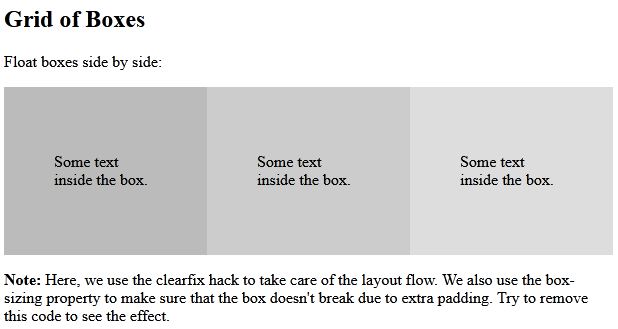 Grid of Boxes
Float boxes side by side:
Some text
inside the box.
Some text
inside the box.
Some text
inside the box.
Note: Here, we use the clearfix hack to take care of the layout flow. We also use the box-
sizing property to make sure that the box doesn't break due to extra padding. Try to remove
this code to see the effect.